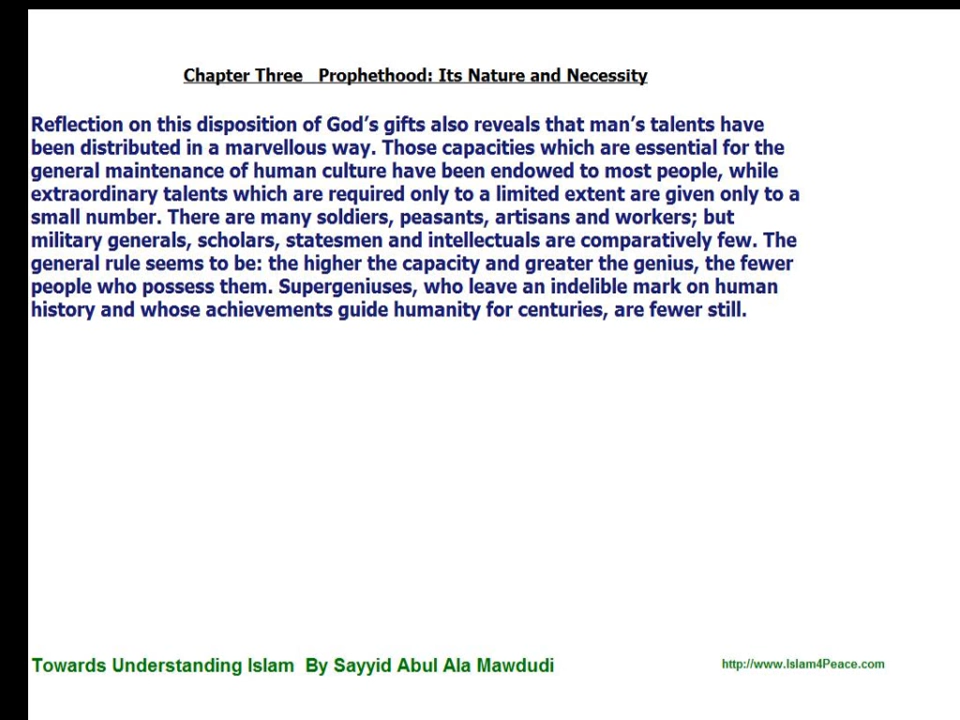 Chapter Three   Prophethood: Its Nature and Necessity
Reflection on this disposition of God’s gifts also reveals that man’s talents have
been distributed in a marvellous way. Those capacities which are essential for the
general maintenance of human culture have been endowed to most people, while
extraordinary talents which are required only to a limited extent are given only to a
small number. There are many soldiers, peasants, artisans and workers; but
military generals, scholars, statesmen and intellectuals are comparatively few. The
general rule seems to be: the higher the capacity and greater the genius, the fewer
people who possess them. Supergeniuses, who leave an indelible mark on human
history and whose achievements guide humanity for centuries, are fewer still.
Towards Understanding Islam  By Sayyid Abul Ala Mawdudi
http://www.Islam4Peace.com